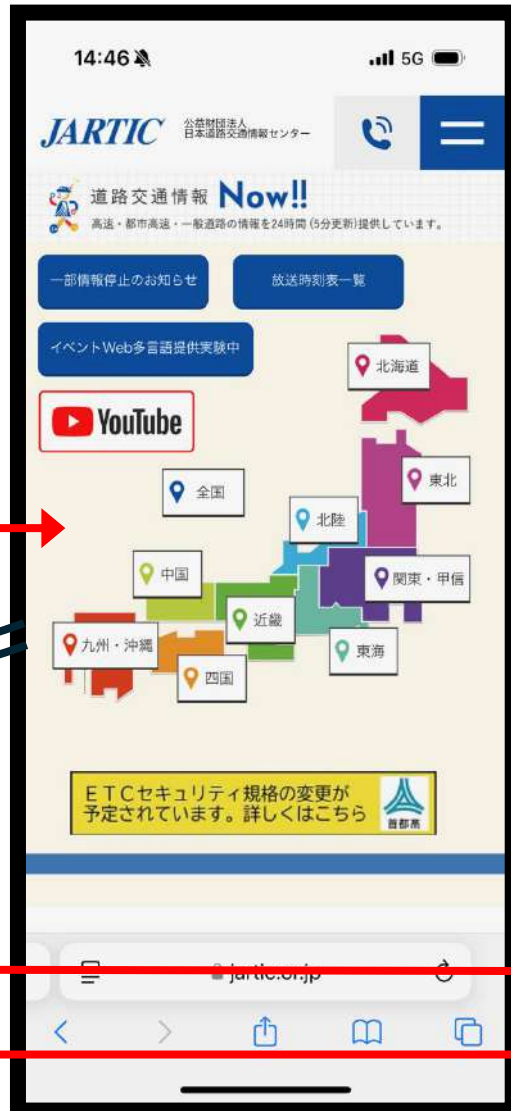 14:46
5G
JARTIC 公益財団法人
日本道路交通情報センター
道路交通情報 Now!!
高速・都市高速・一般道路の情報を24時間(5分更新)提供しています。
一部情報停止のお知らせ
放送時刻表一覧
イベントWeb多言語提供実験中
北海道
YouTube
東北
全国
北陸
中国
関東・甲信
近畿
九州・沖縄
東海
四国
ETCセキュリティ規格の変更が
予定されています。詳しくはこちら
首都高
jartic.or.jp